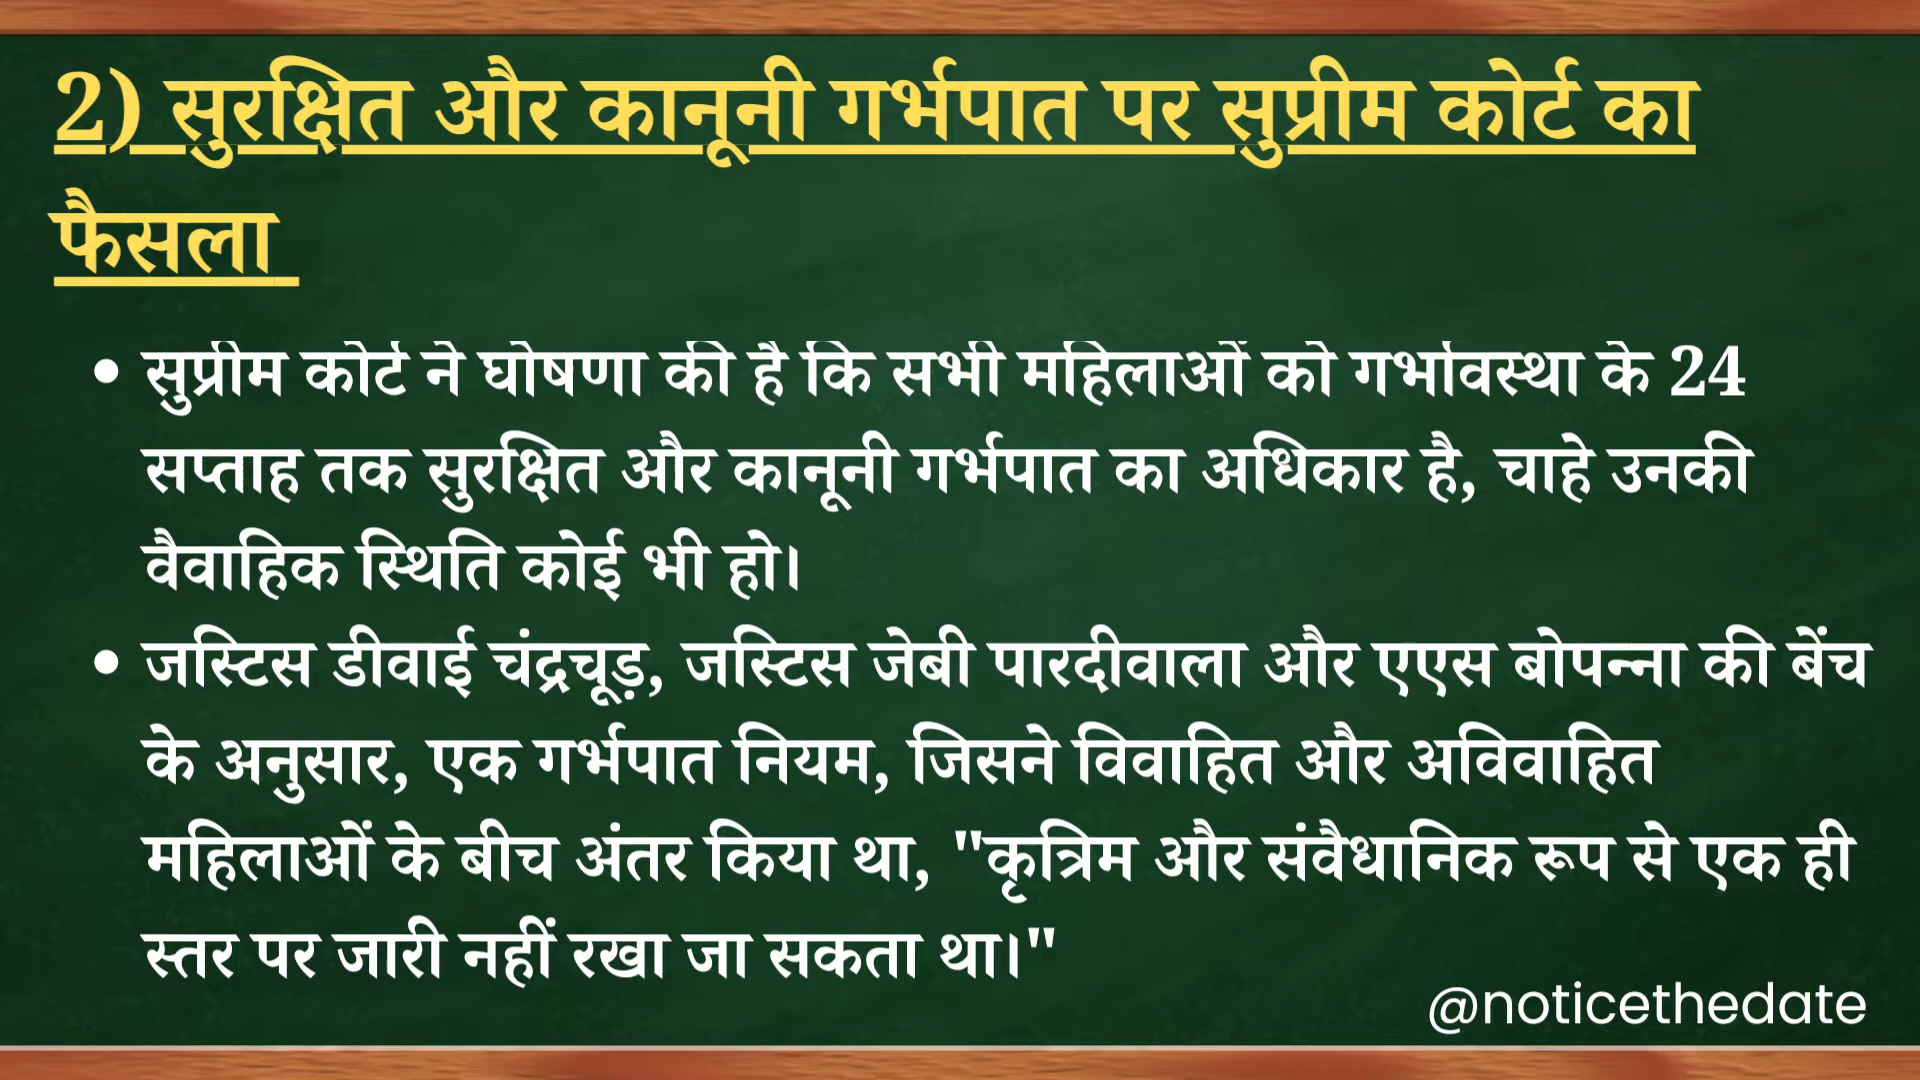 2) सुरक्षित और कानूनी गर्भपात पर सुप्रीम कोर्ट का
फैसला
• सुप्रीम कोर्ट ने घोषणा की है कि सभी महिलाओं को गर्भावस्था के 24
सप्ताह तक सुरक्षित और कानूनी गर्भपात का अधिकार है, चाहे उनकी
वैवाहिक स्थिति कोई भी हो।
• जस्टिस डीवाई चंद्रचूड़, जस्टिस जेबी पारदीवाला और एएस बोपन्ना की बेंच
के अनुसार, एक गर्भपात नियम, जिसने विवाहित और अविवाहित
महिलाओं के बीच अंतर किया था, "कृत्रिम और संवैधानिक रूप से एक ही
स्तर पर जारी नहीं रखा जा सकता था।"
@noticethedate